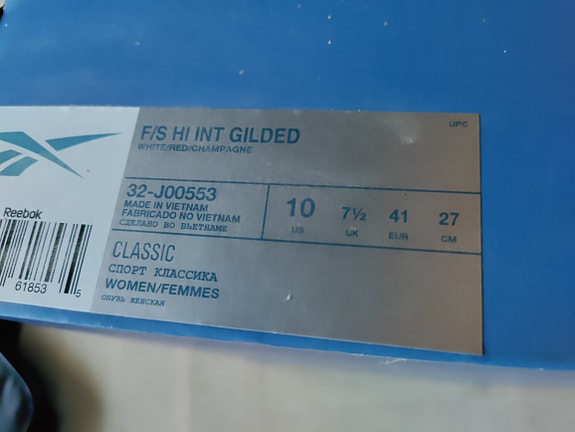 F/S HI INT GILDED
UPC
WHITE/RED/CHAMPAGNE
32-J00553
MADE IN VIETNAM
FABRICADO NO VIETNAM
СДЕЛАНО ВО ВЬЕТНАМЕ
10 7½ 41 27
US UK EUR CM
Reebok
61853 5
CLASSIC
СПОРТ КЛАССИКА
WOMEN/FEMMES
ОБУВЬ ЖЕНСКАЯ